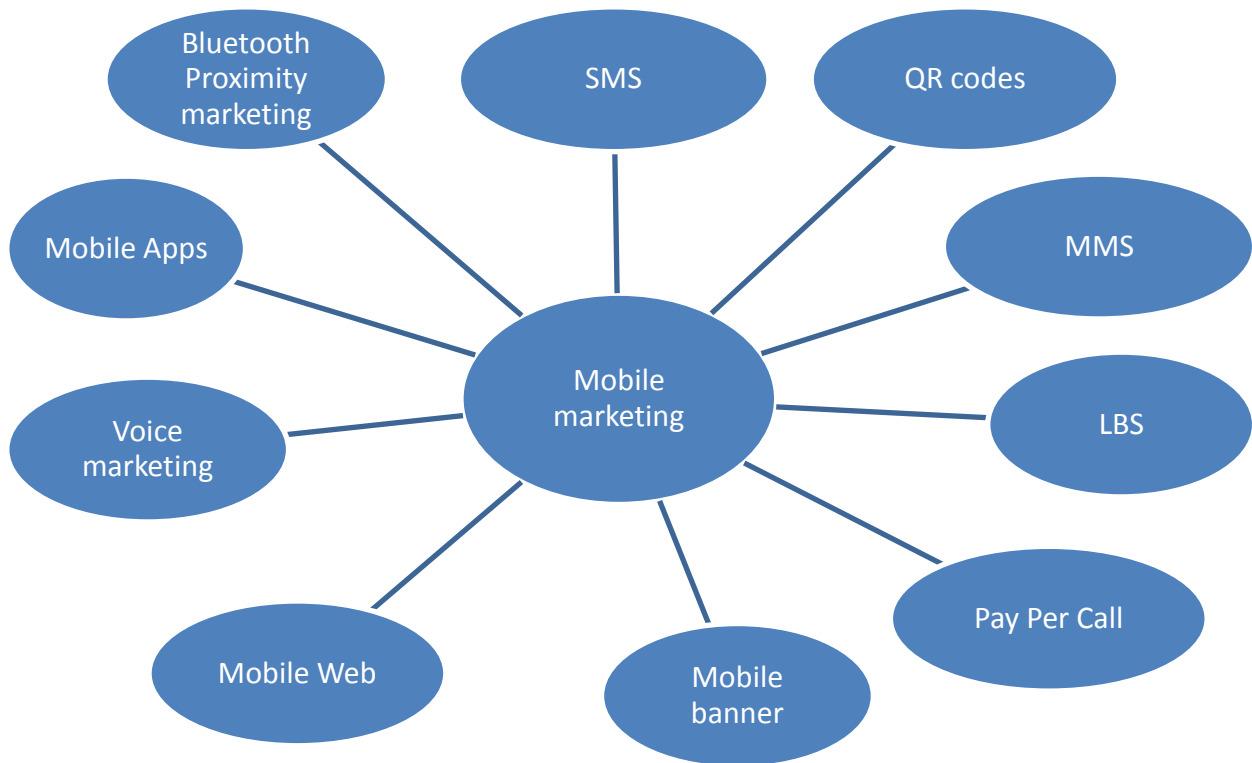 Bluetooth
Proximity
marketing
SMS
QR codes
Mobile Apps
MMS
Mobile
marketing
Voice
marketing
LBS
Pay Per Call
Mobile Web
Mobile
banner